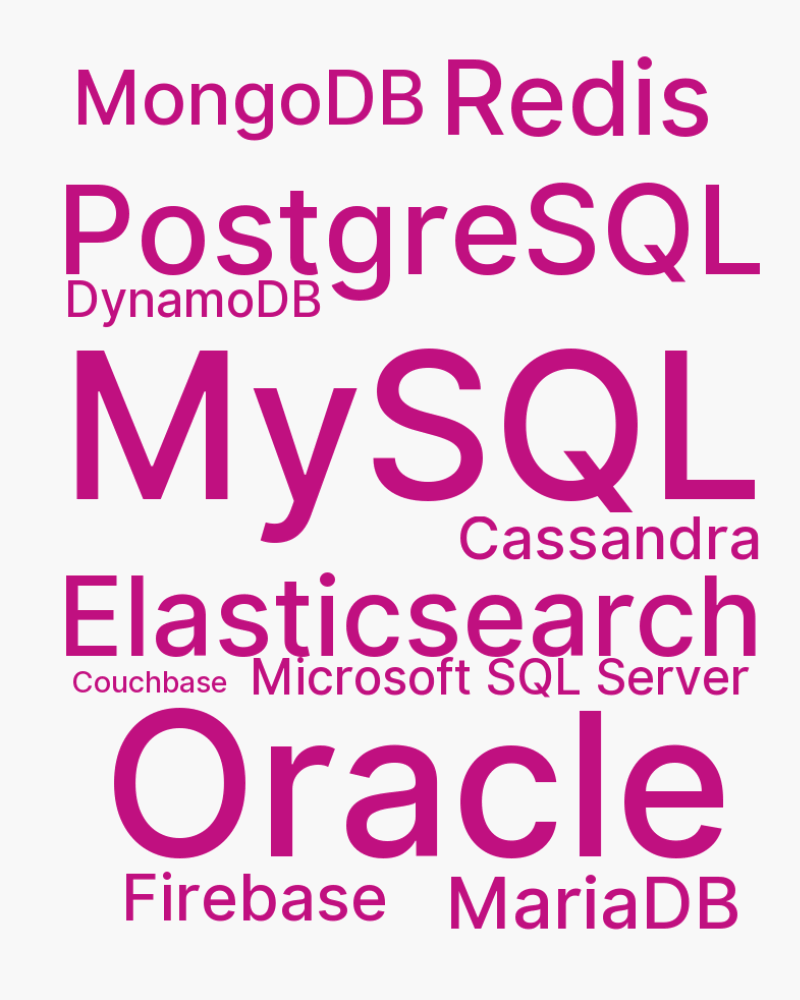 MongoDB Redis
PostgreSQL
DynamoDB
MySQL
Cassandra
Elasticsearch
Couchbase Microsoft SQL Server
Oracle
Firebase MariaDB